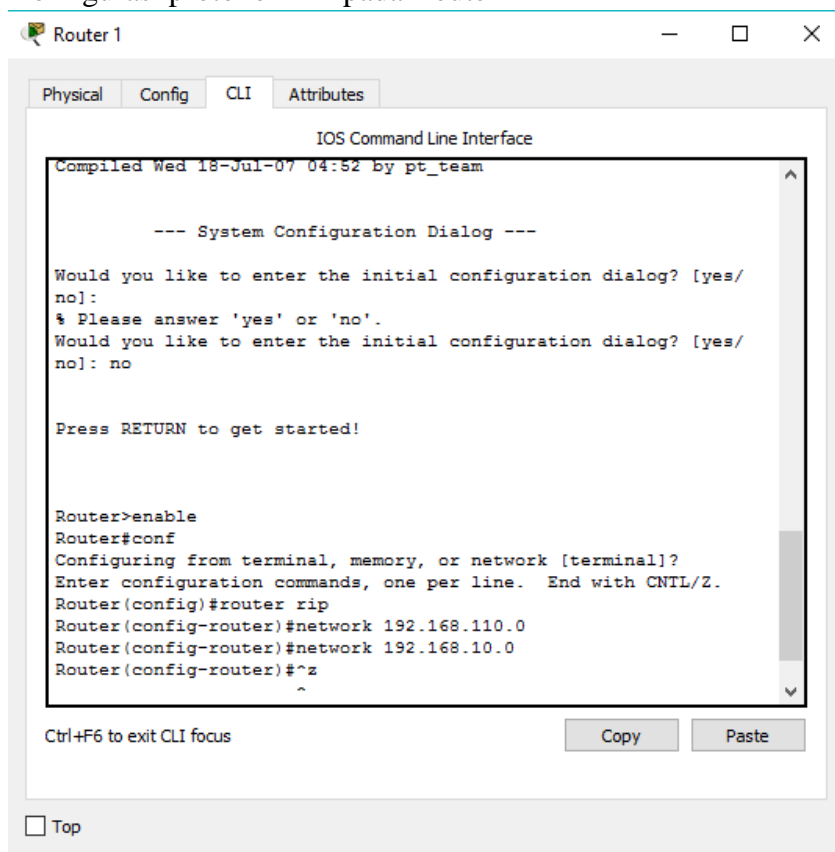 Router 1
Physical Config CLI Attributes
IOS Command Line Interface
Compiled Wed 18-Jul-07 04:52 by pt_team
--- System Configuration Dialog ---
Would you like to enter the initial configuration dialog? [yes/
no]:
% Please answer 'yes' or 'no'.
Would you like to enter the initial configuration dialog? [yes/
no]: no
Press RETURN to get started!
Router>enable
Router#conf
Configuring from terminal, memory, or network [terminal]?
Enter configuration commands, one per line.  End with CNTL/Z.
Router(config)#router rip
Router(config-router)#network 192.168.110.0
Router(config-router)#network 192.168.10.0
Router(config-router)#^z
^
Ctrl+F6 to exit CLI focus
Copy Paste
Top